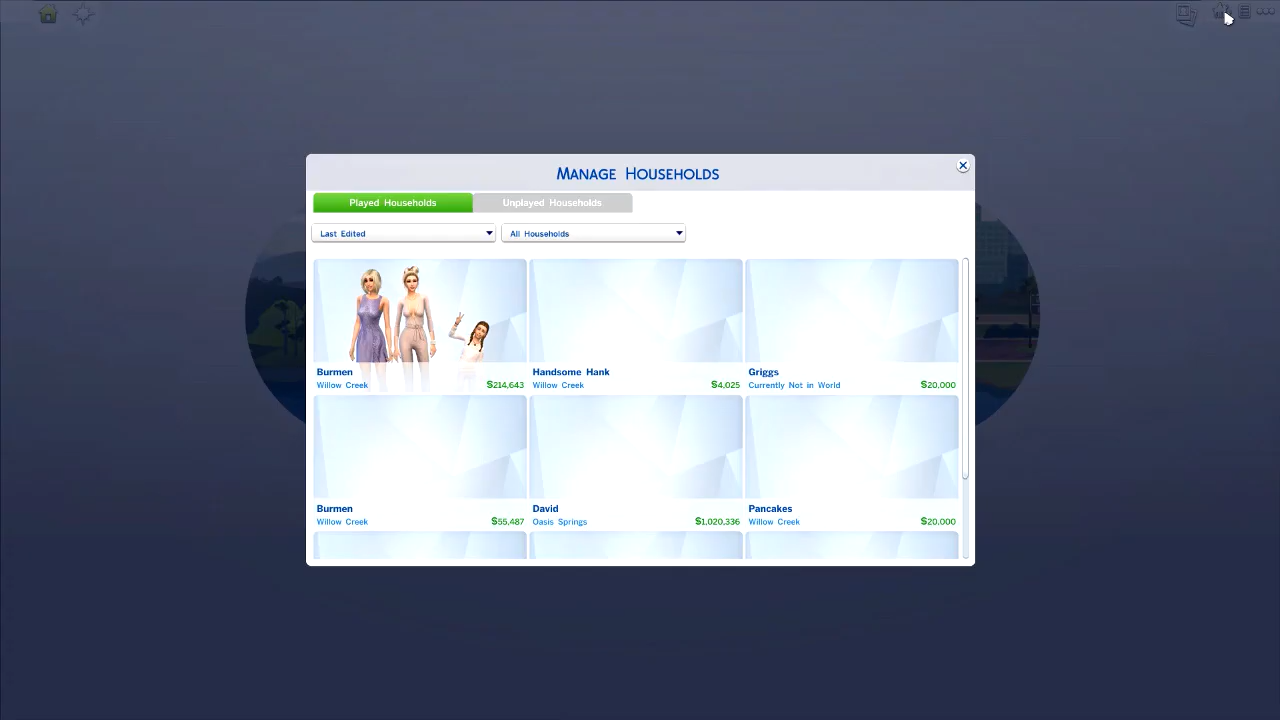 Manage Households
Played Households
Unplayed Households
Last Edited
All Households
Burmen
Willow Creek
$214,643
Handsome Hank
Willow Creek
$4,025
Griggs
Currently Not in World
$20,000
Burmen
Willow Creek
$55,487
David
Oasis Springs
$1,020,336
Pancakes
Willow Creek
$20,000